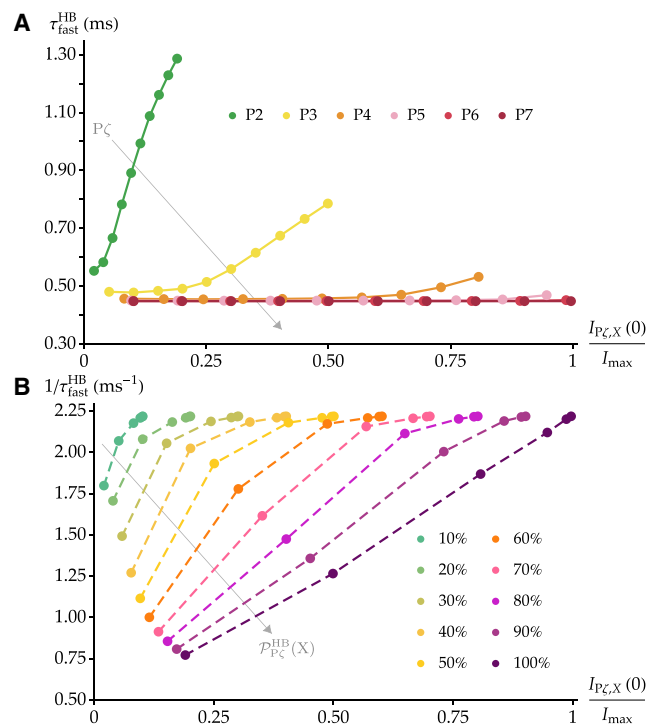 A τ_fast^HB (ms)
1.30
1.10
0.90
0.70
0.50
0.30
Pζ
P2 P3 P4 P5 P6 P7
0 0.25 0.50 0.75 1
I_Pζ,X (0)
I_max
B 1/τ_fast^HB (ms⁻¹)
2.25
2.00
1.75
1.50
1.25
1.00
0.75
0.50
10% 60%
20% 70%
30% 80%
40% 90%
50% 100%
𝒫_Pζ^HB (X)
0 0.25 0.50 0.75 1
I_Pζ,X (0)
I_max